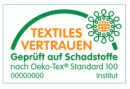 TEXTILES
VERTRAUEN
Geprüft auf Schadstoffe
nach Oeko-Tex® Standard 100
00000000 Institut